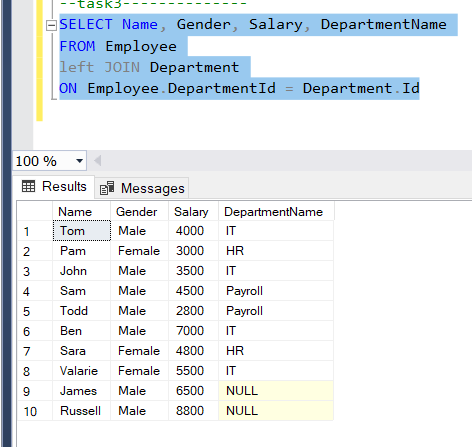 --task3--------------
SELECT Name, Gender, Salary, DepartmentName
FROM Employee
left JOIN Department
ON Employee.DepartmentId = Department.Id
100 %
Results Messages
Name Gender Salary DepartmentName
1 Tom Male 4000 IT
2 Pam Female 3000 HR
3 John Male 3500 IT
4 Sam Male 4500 Payroll
5 Todd Male 2800 Payroll
6 Ben Male 7000 IT
7 Sara Female 4800 HR
8 Valarie Female 5500 IT
9 James Male 6500 NULL
10 Russell Male 8800 NULL